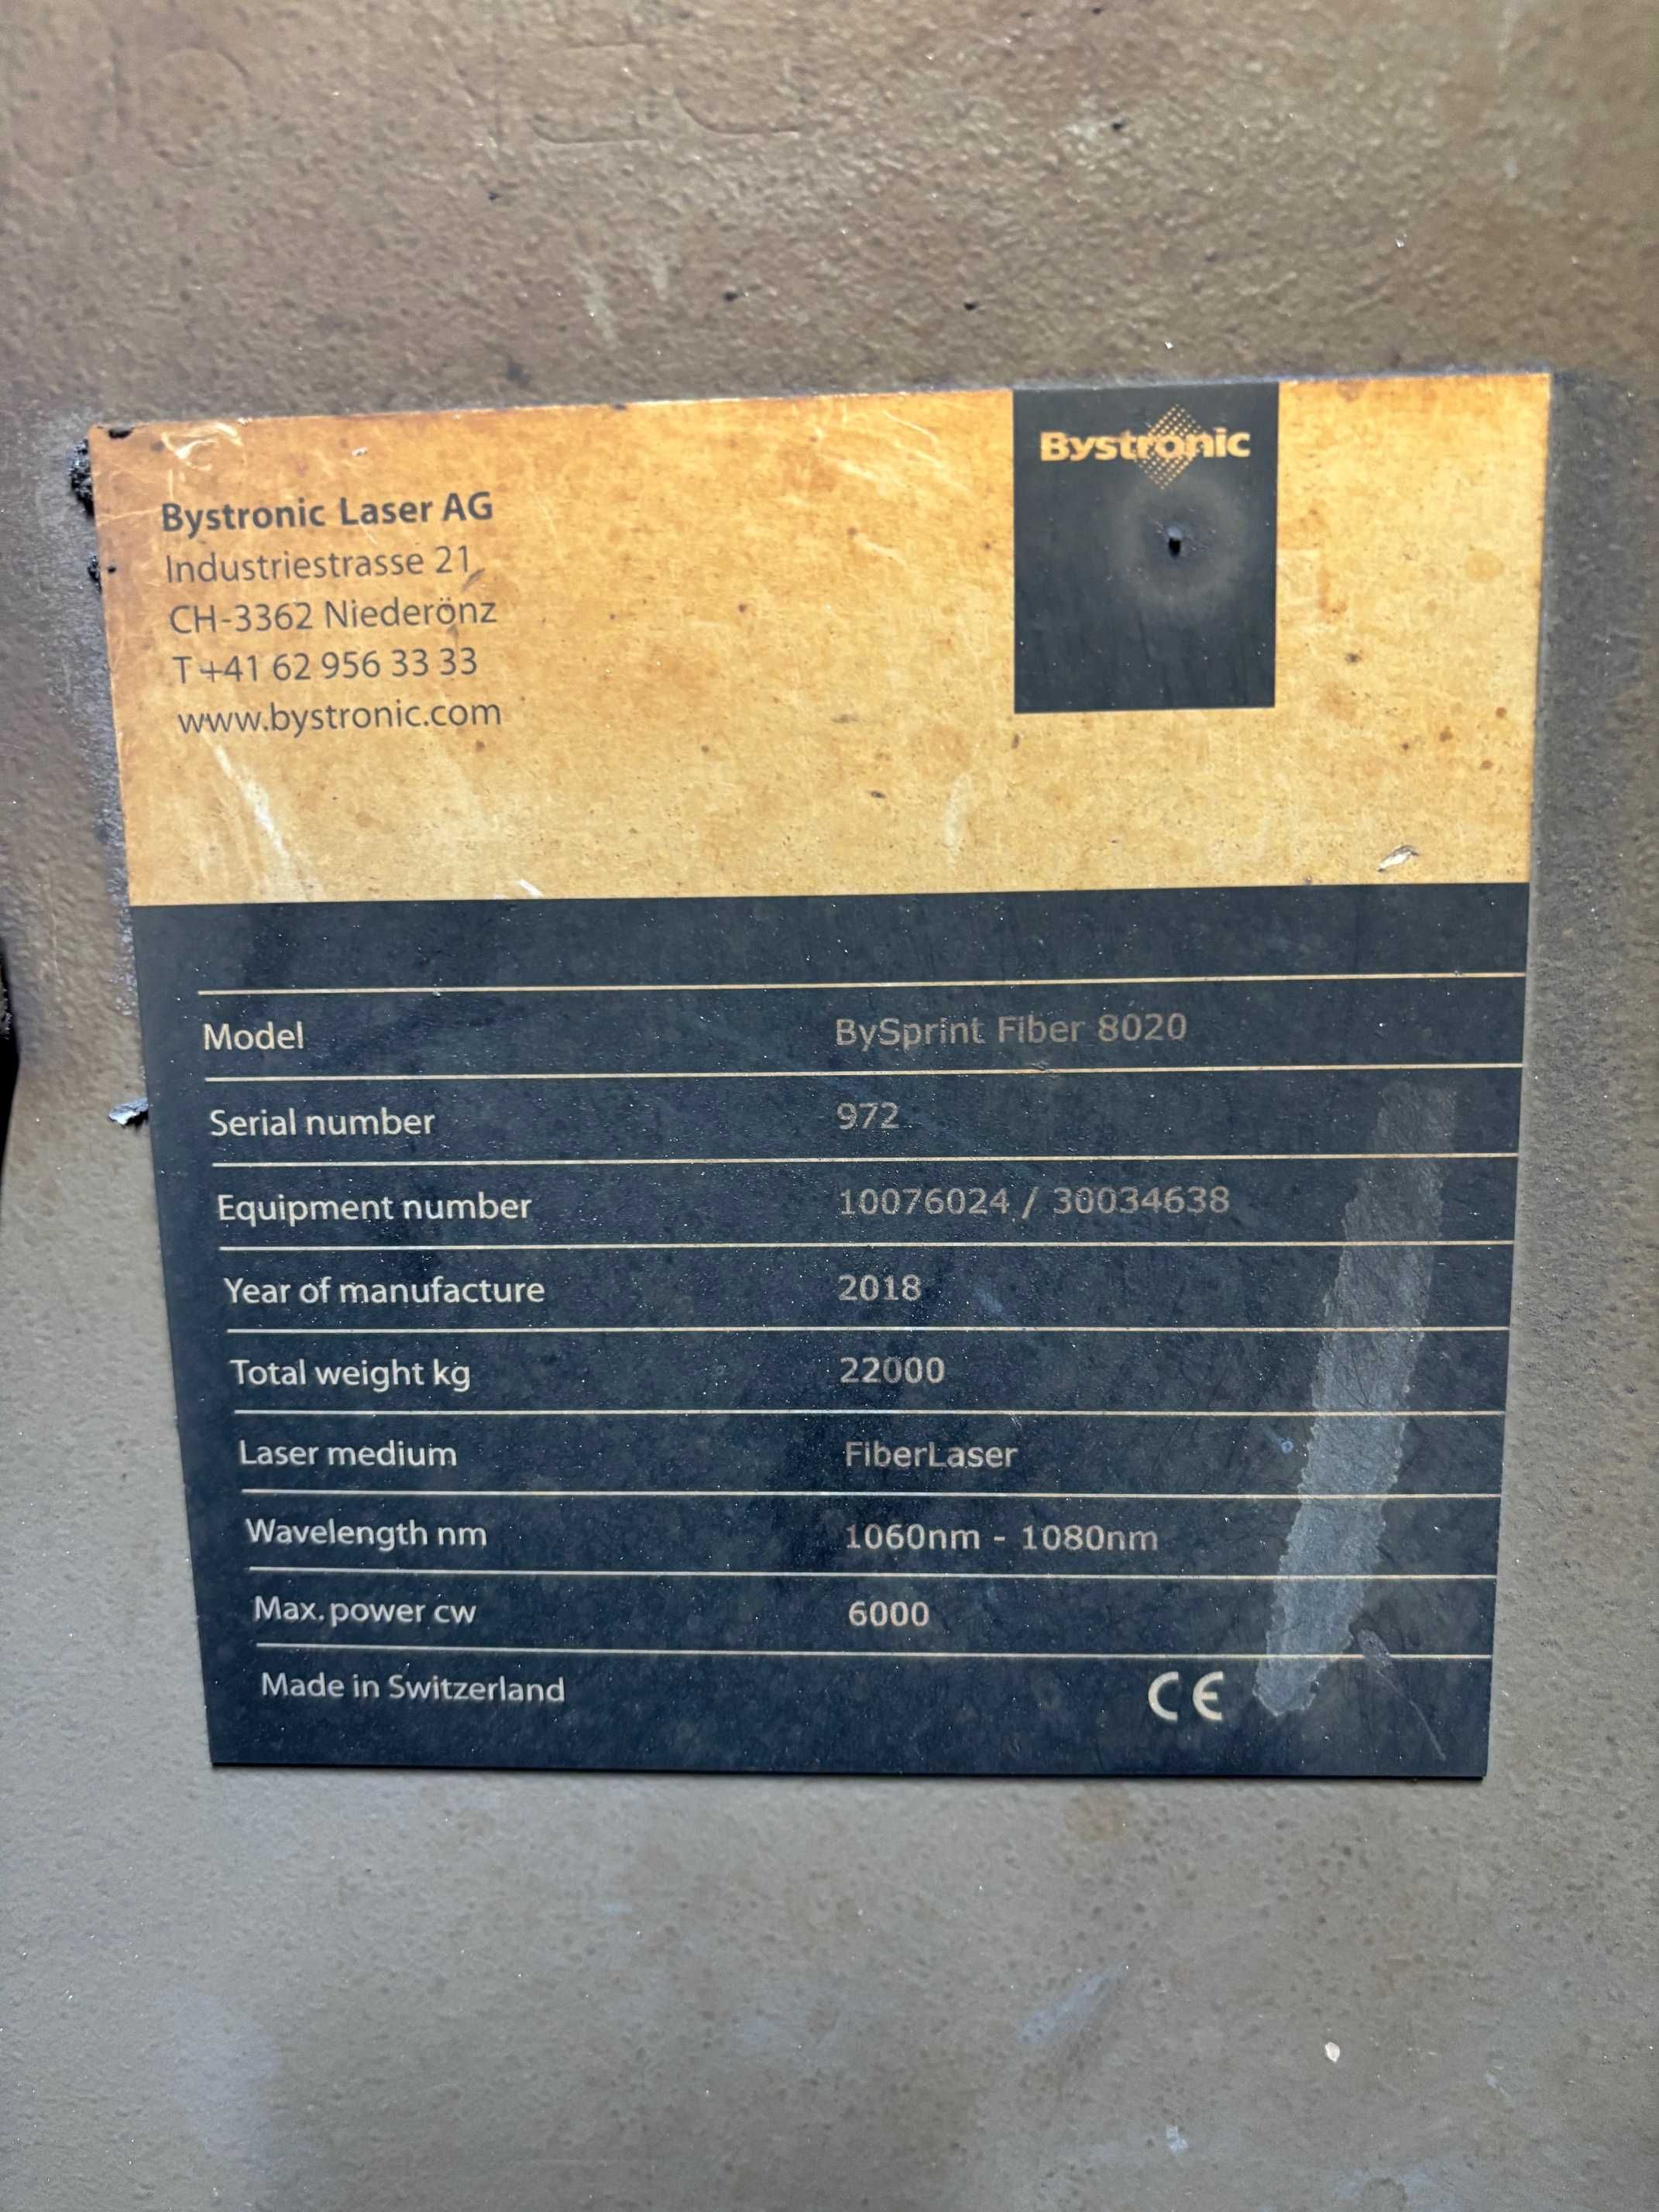 Bystronic Laser AG
Industriestrasse 21
CH-3362 Niederönz
T +41 62 956 33 33
www.bystronic.com
Bystronic
Model BySprint Fiber 8020
Serial number 972
Equipment number 10076024 / 30034638
Year of manufacture 2018
Total weight kg 22000
Laser medium FiberLaser
Wavelength nm 1060nm - 1080nm
Max. power cw 6000
Made in Switzerland CE